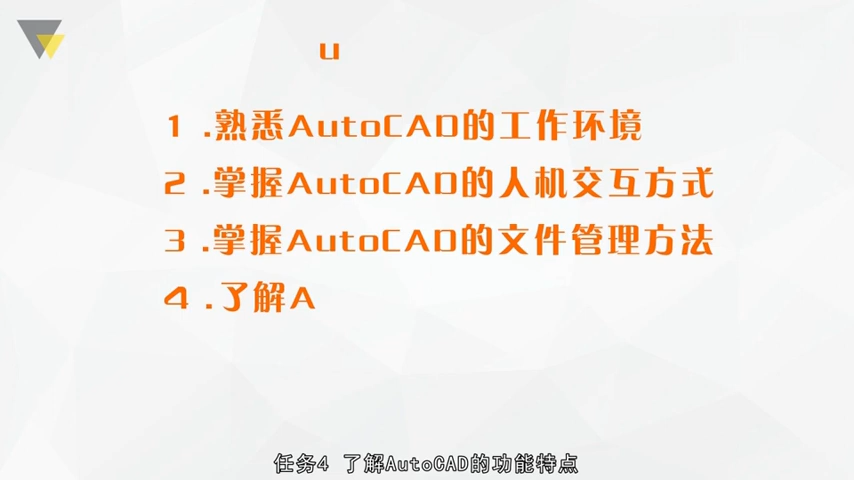 u
1 .熟悉AutoCAD的工作环境
2 .掌握AutoCAD的人机交互方式
3 .掌握AutoCAD的文件管理方法
4 .了解A
任务4 了解AutoCAD的功能特点